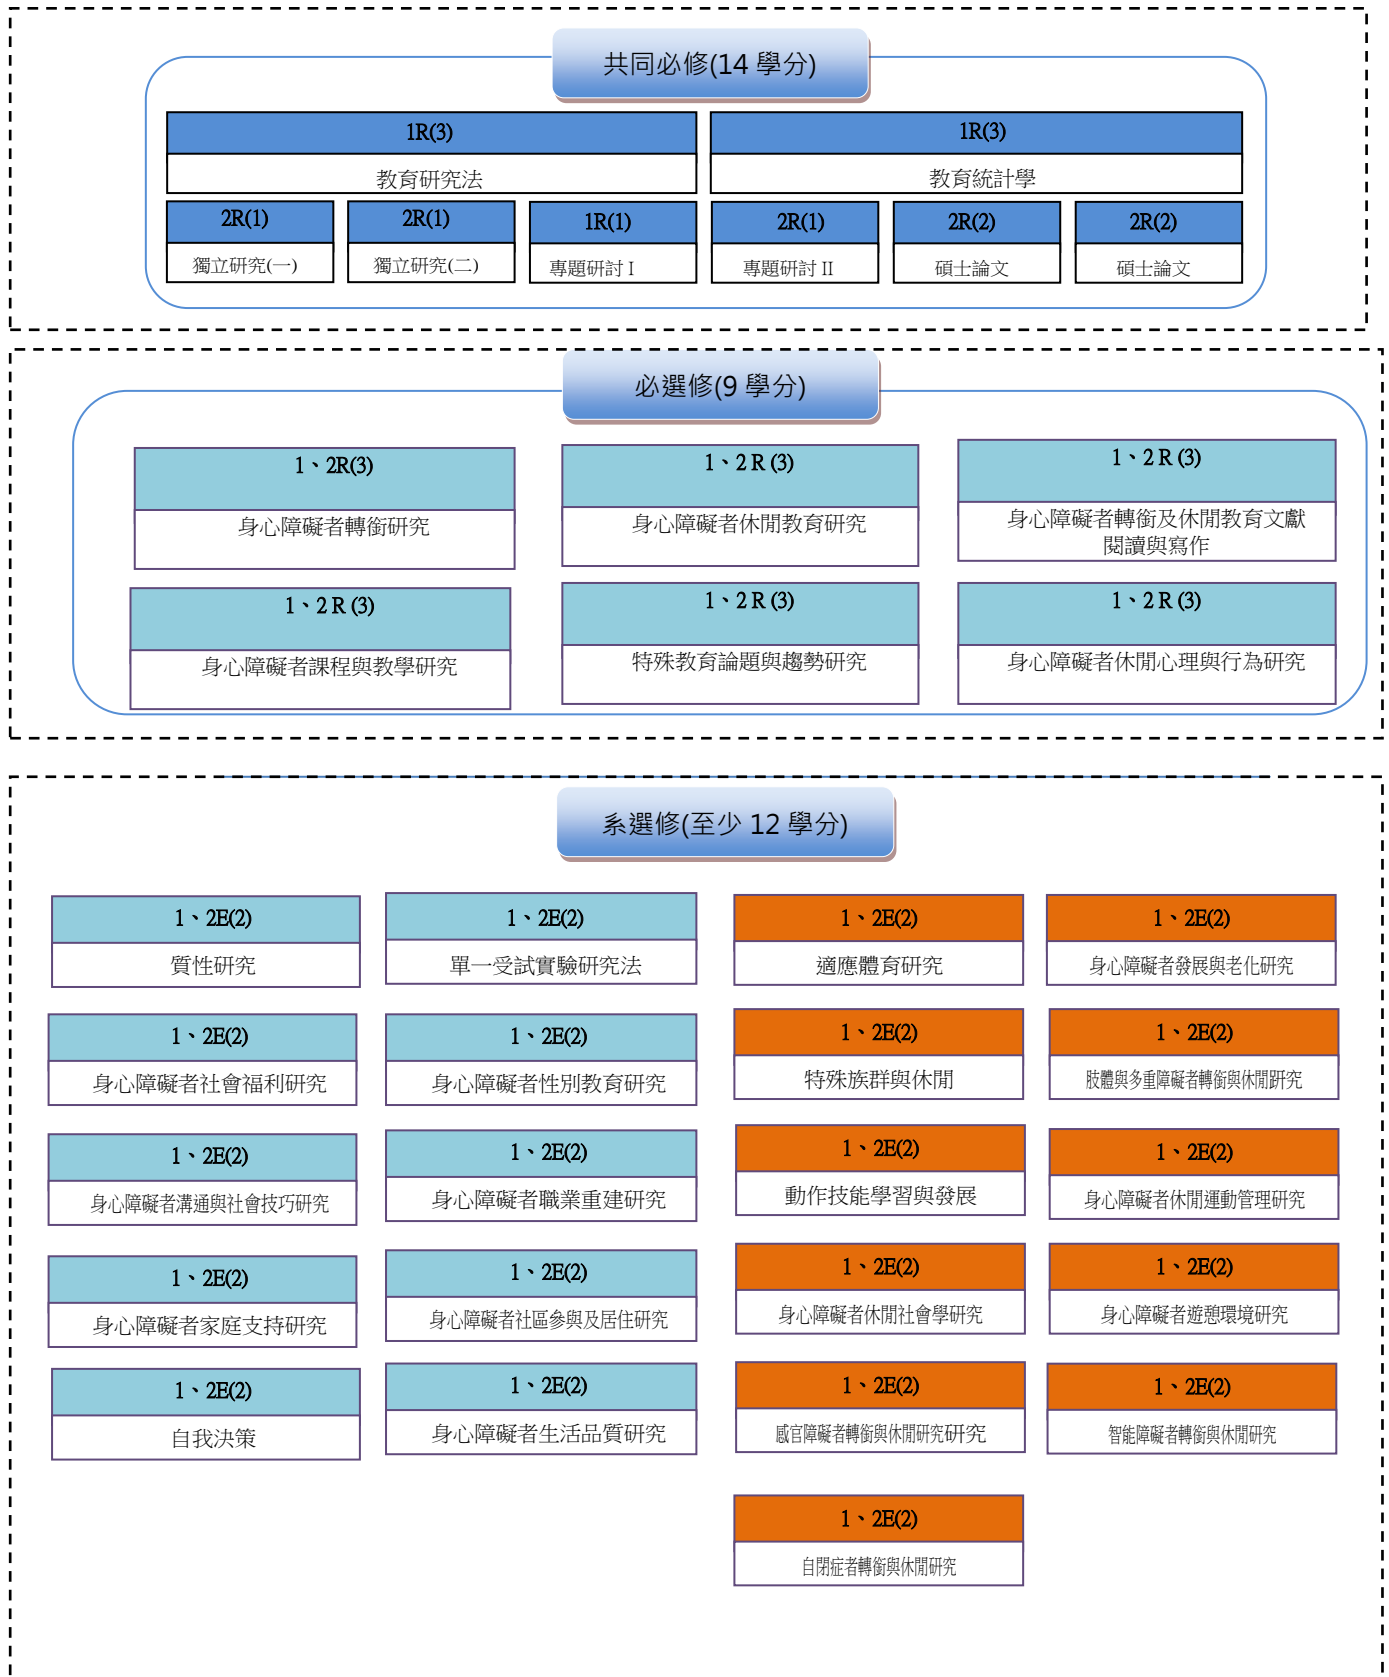 共同必修(14 學分)
1R(3)
1R(3)
教育研究法
教育統計學
2R(1)
2R(1)
1R(1)
2R(1)
2R(2)
2R(2)
獨立研究(一)
獨立研究(二)
專題研討 I
專題研討 II
碩士論文
碩士論文
必選修(9 學分)
1、2R(3)
1、2 R (3)
1、2 R (3)
身心障礙者轉銜研究
身心障礙者休閒教育研究
身心障礙者轉銜及休閒教育文獻
閱讀與寫作
1、2 R (3)
1、2 R (3)
1、2 R (3)
身心障礙者課程與教學研究
特殊教育論題與趨勢研究
身心障礙者休閒心理與行為研究
系選修(至少 12 學分)
1、2E(2)
1、2E(2)
1、2E(2)
1、2E(2)
質性研究
單一受試實驗研究法
適應體育研究
身心障礙者發展與老化研究
1、2E(2)
1、2E(2)
1、2E(2)
1、2E(2)
身心障礙者社會福利研究
身心障礙者性別教育研究
特殊族群與休閒
肢體與多重障礙者轉銜與休閒研究
1、2E(2)
1、2E(2)
1、2E(2)
1、2E(2)
身心障礙者溝通與社會技巧研究
身心障礙者職業重建研究
動作技能學習與發展
身心障礙者休閒運動管理研究
1、2E(2)
1、2E(2)
1、2E(2)
1、2E(2)
身心障礙者家庭支持研究
身心障礙者社區參與及居住研究
身心障礙者休閒社會學研究
身心障礙者遊憩環境研究
1、2E(2)
1、2E(2)
1、2E(2)
1、2E(2)
自我決策
身心障礙者生活品質研究
感官障礙者轉銜與休閒研究研究
智能障礙者轉銜與休閒研究
1、2E(2)
自閉症者轉銜與休閒研究